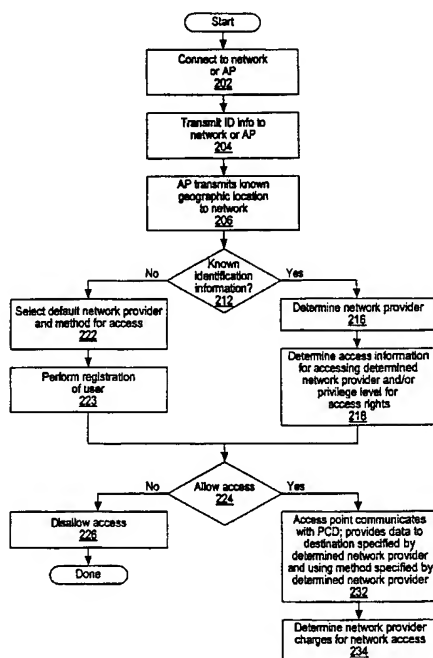 Start
Connect to network
or AP
202
Transmit ID info to
network or AP
204
AP transmits known
geographic location
to network
206
No
Known
identification
information?
212
Yes
Select default network provider
and method for access
222
Perform registration
of user
223
Determine network provider
216
Determine access information
for accessing determined
network provider and/or
privilege level for
access rights
218
No
Allow access
224
Yes
Disallow access
226
Done
Access point communicates
with PCD; provides data to
destination specified by
determined network provider
and using method specified by
determined network provider
232
Determine network provider
charges for network access
234